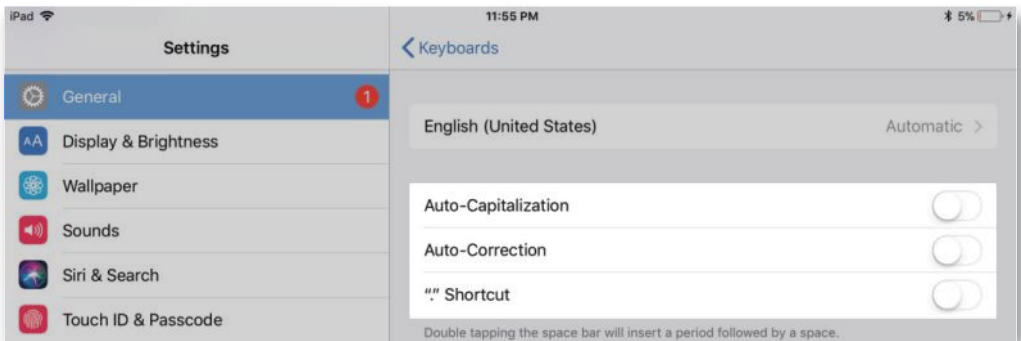 iPad 11:55 PM 5%
Settings
Keyboards
General 1
Display & Brightness
Wallpaper
Sounds
Siri & Search
Touch ID & Passcode
English (United States) Automatic
Auto-Capitalization
Auto-Correction
“.” Shortcut
Double tapping the space bar will insert a period followed by a space.